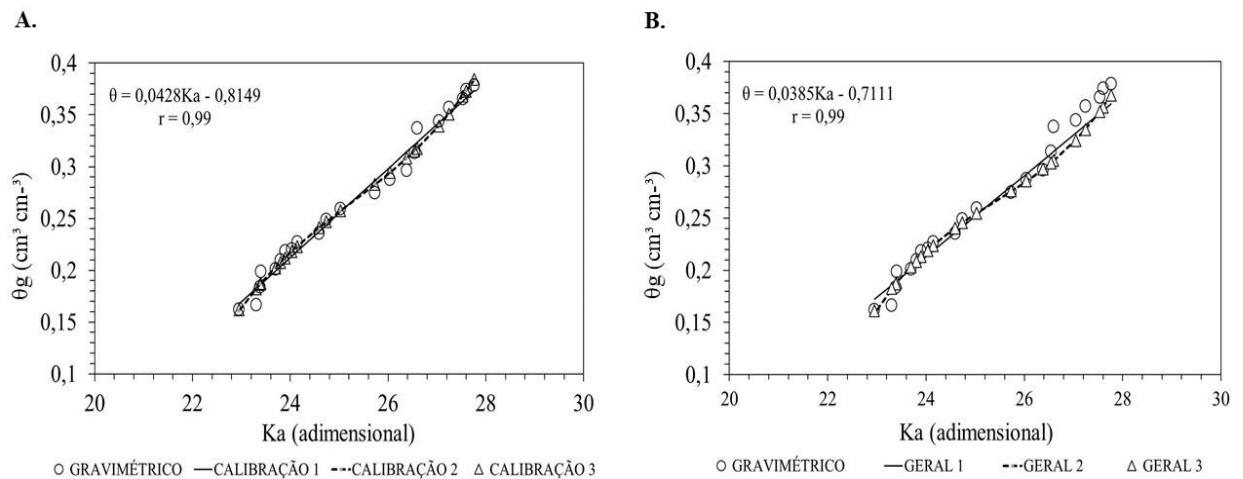 A.
θ = 0,0428Ka - 0,8149
r = 0,99
θg (cm³ cm-³)
0,4
0,35
0,3
0,25
0,2
0,15
0,1
20 22 24 26 28 30
Ka (adimensional)
GRAVIMÉTRICO CALIBRAÇÃO 1 CALIBRAÇÃO 2 CALIBRAÇÃO 3
B.
θ = 0,0385Ka - 0,7111
r = 0,99
θg (cm³ cm-³)
0,4
0,35
0,3
0,25
0,2
0,15
0,1
20 22 24 26 28 30
Ka (adimensional)
GRAVIMÉTRICO GERAL 1 GERAL 2 GERAL 3